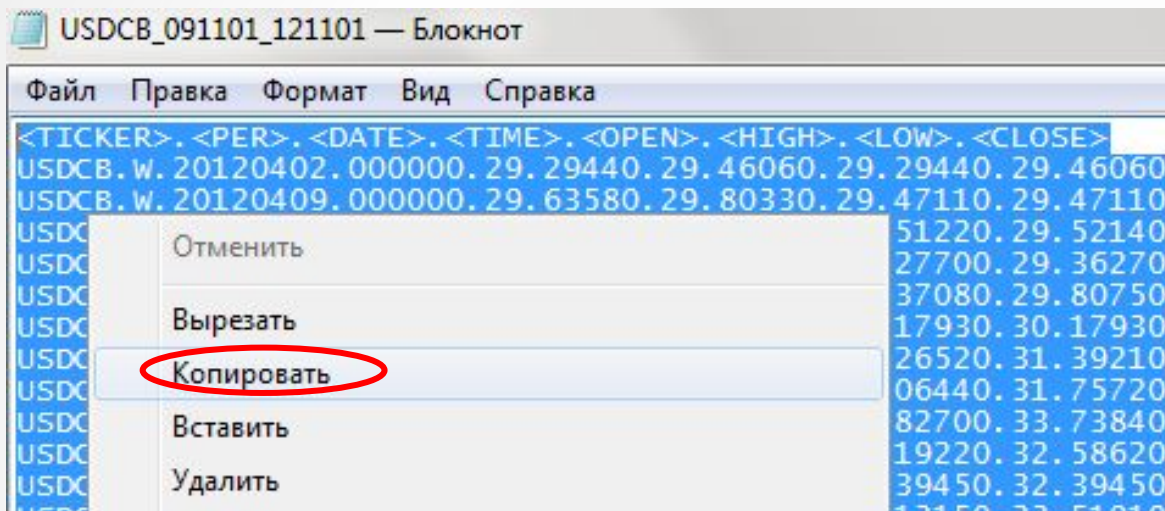 USDCB_091101_121101 — Блокнот
Файл Правка Формат Вид Справка
<TICKER>.<PER>.<DATE>.<TIME>.<OPEN>.<HIGH>.<LOW>.<CLOSE>
USDCB.W.20120402.000000.29.29440.29.46060.29.29440.29.46060
USDCB.W.20120409.000000.29.63580.29.80330.29.47110.29.47110
USDC 51220.29.52140
Отменить
USDC 27700.29.36270
USDC 37080.29.80750
Вырезать
USDC 17930.30.17930
USDC 26520.31.39210
Копировать
USDC 06440.31.75720
USDC 82700.33.73840
Вставить
USDC 19220.32.58620
USDC 39450.32.39450
Удалить